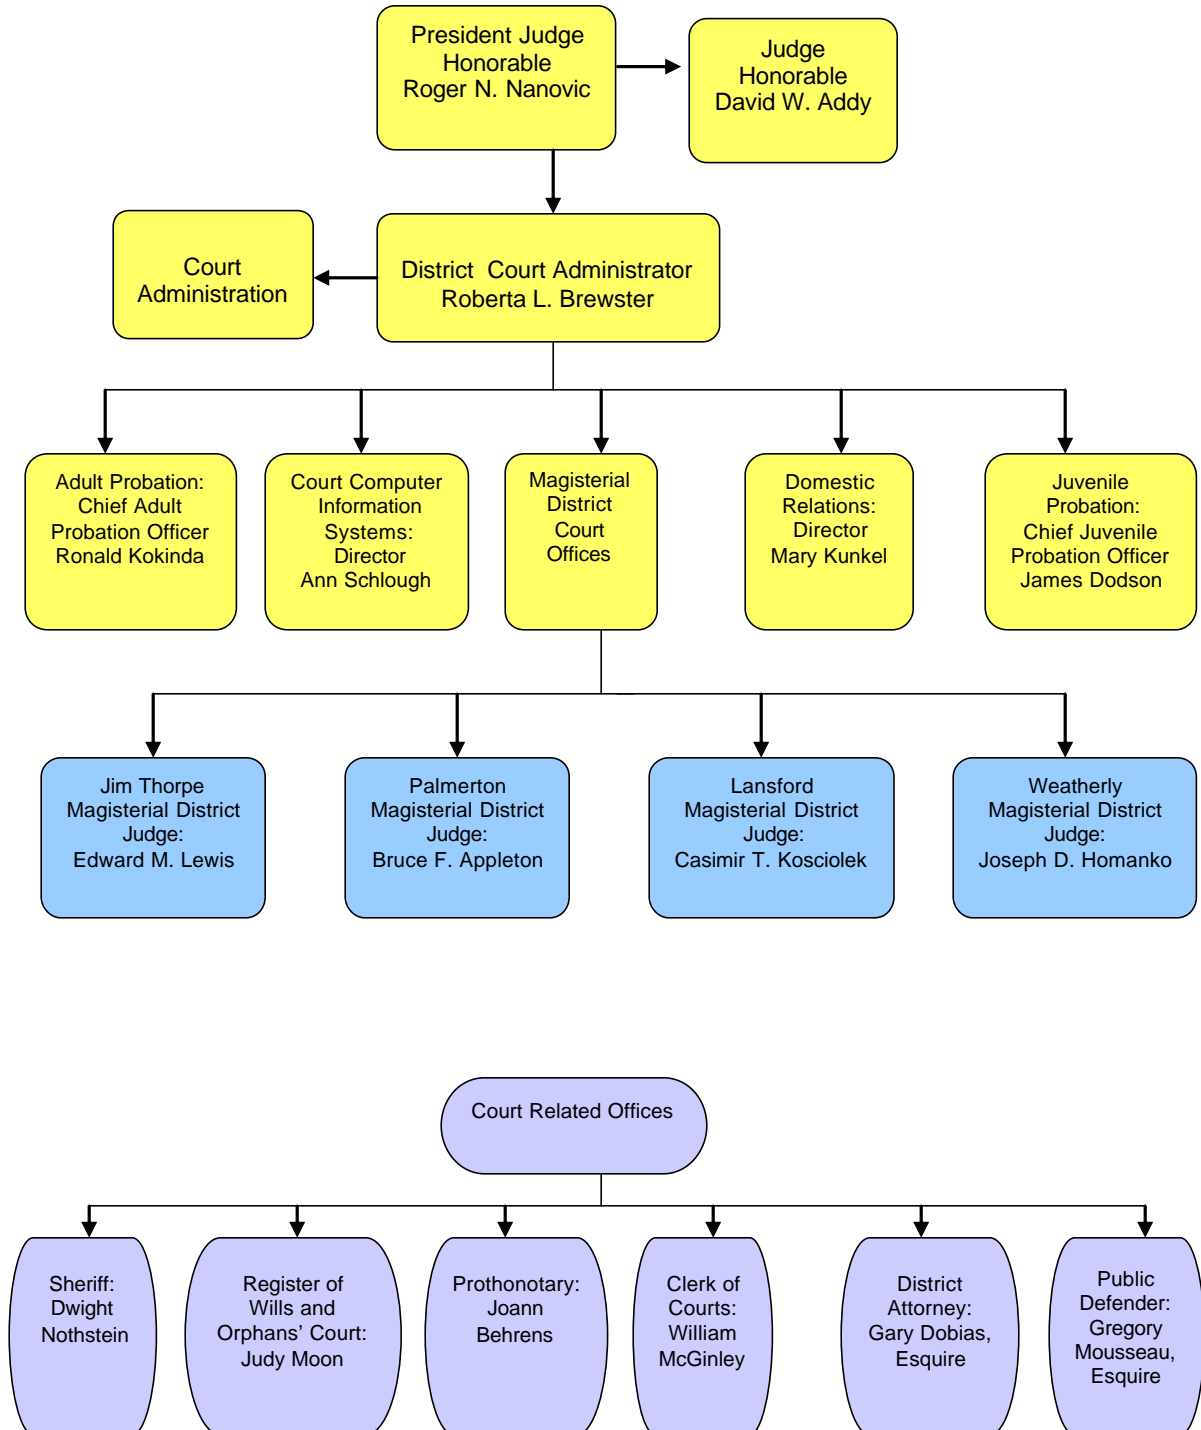 President Judge
Honorable
Roger N. Nanovic
Judge
Honorable
David W. Addy
Court
Administration
District Court Administrator
Roberta L. Brewster
Adult Probation:
Chief Adult
Probation Officer
Ronald Kokinda
Court Computer
Information
Systems:
Director
Ann Schlough
Magisterial
District
Court
Offices
Domestic
Relations:
Director
Mary Kunkel
Juvenile
Probation:
Chief Juvenile
Probation Officer
James Dodson
Jim Thorpe
Magisterial District
Judge:
Edward M. Lewis
Palmerton
Magisterial District
Judge:
Bruce F. Appleton
Lansford
Magisterial District
Judge:
Casimir T. Kosciolek
Weatherly
Magisterial District
Judge:
Joseph D. Homanko
Court Related Offices
Sheriff:
Dwight
Nothstein
Register of
Wills and
Orphans’ Court:
Judy Moon
Prothonotary:
Joann
Behrens
Clerk of
Courts:
William
McGinley
District
Attorney:
Gary Dobias,
Esquire
Public
Defender:
Gregory
Mousseau,
Esquire